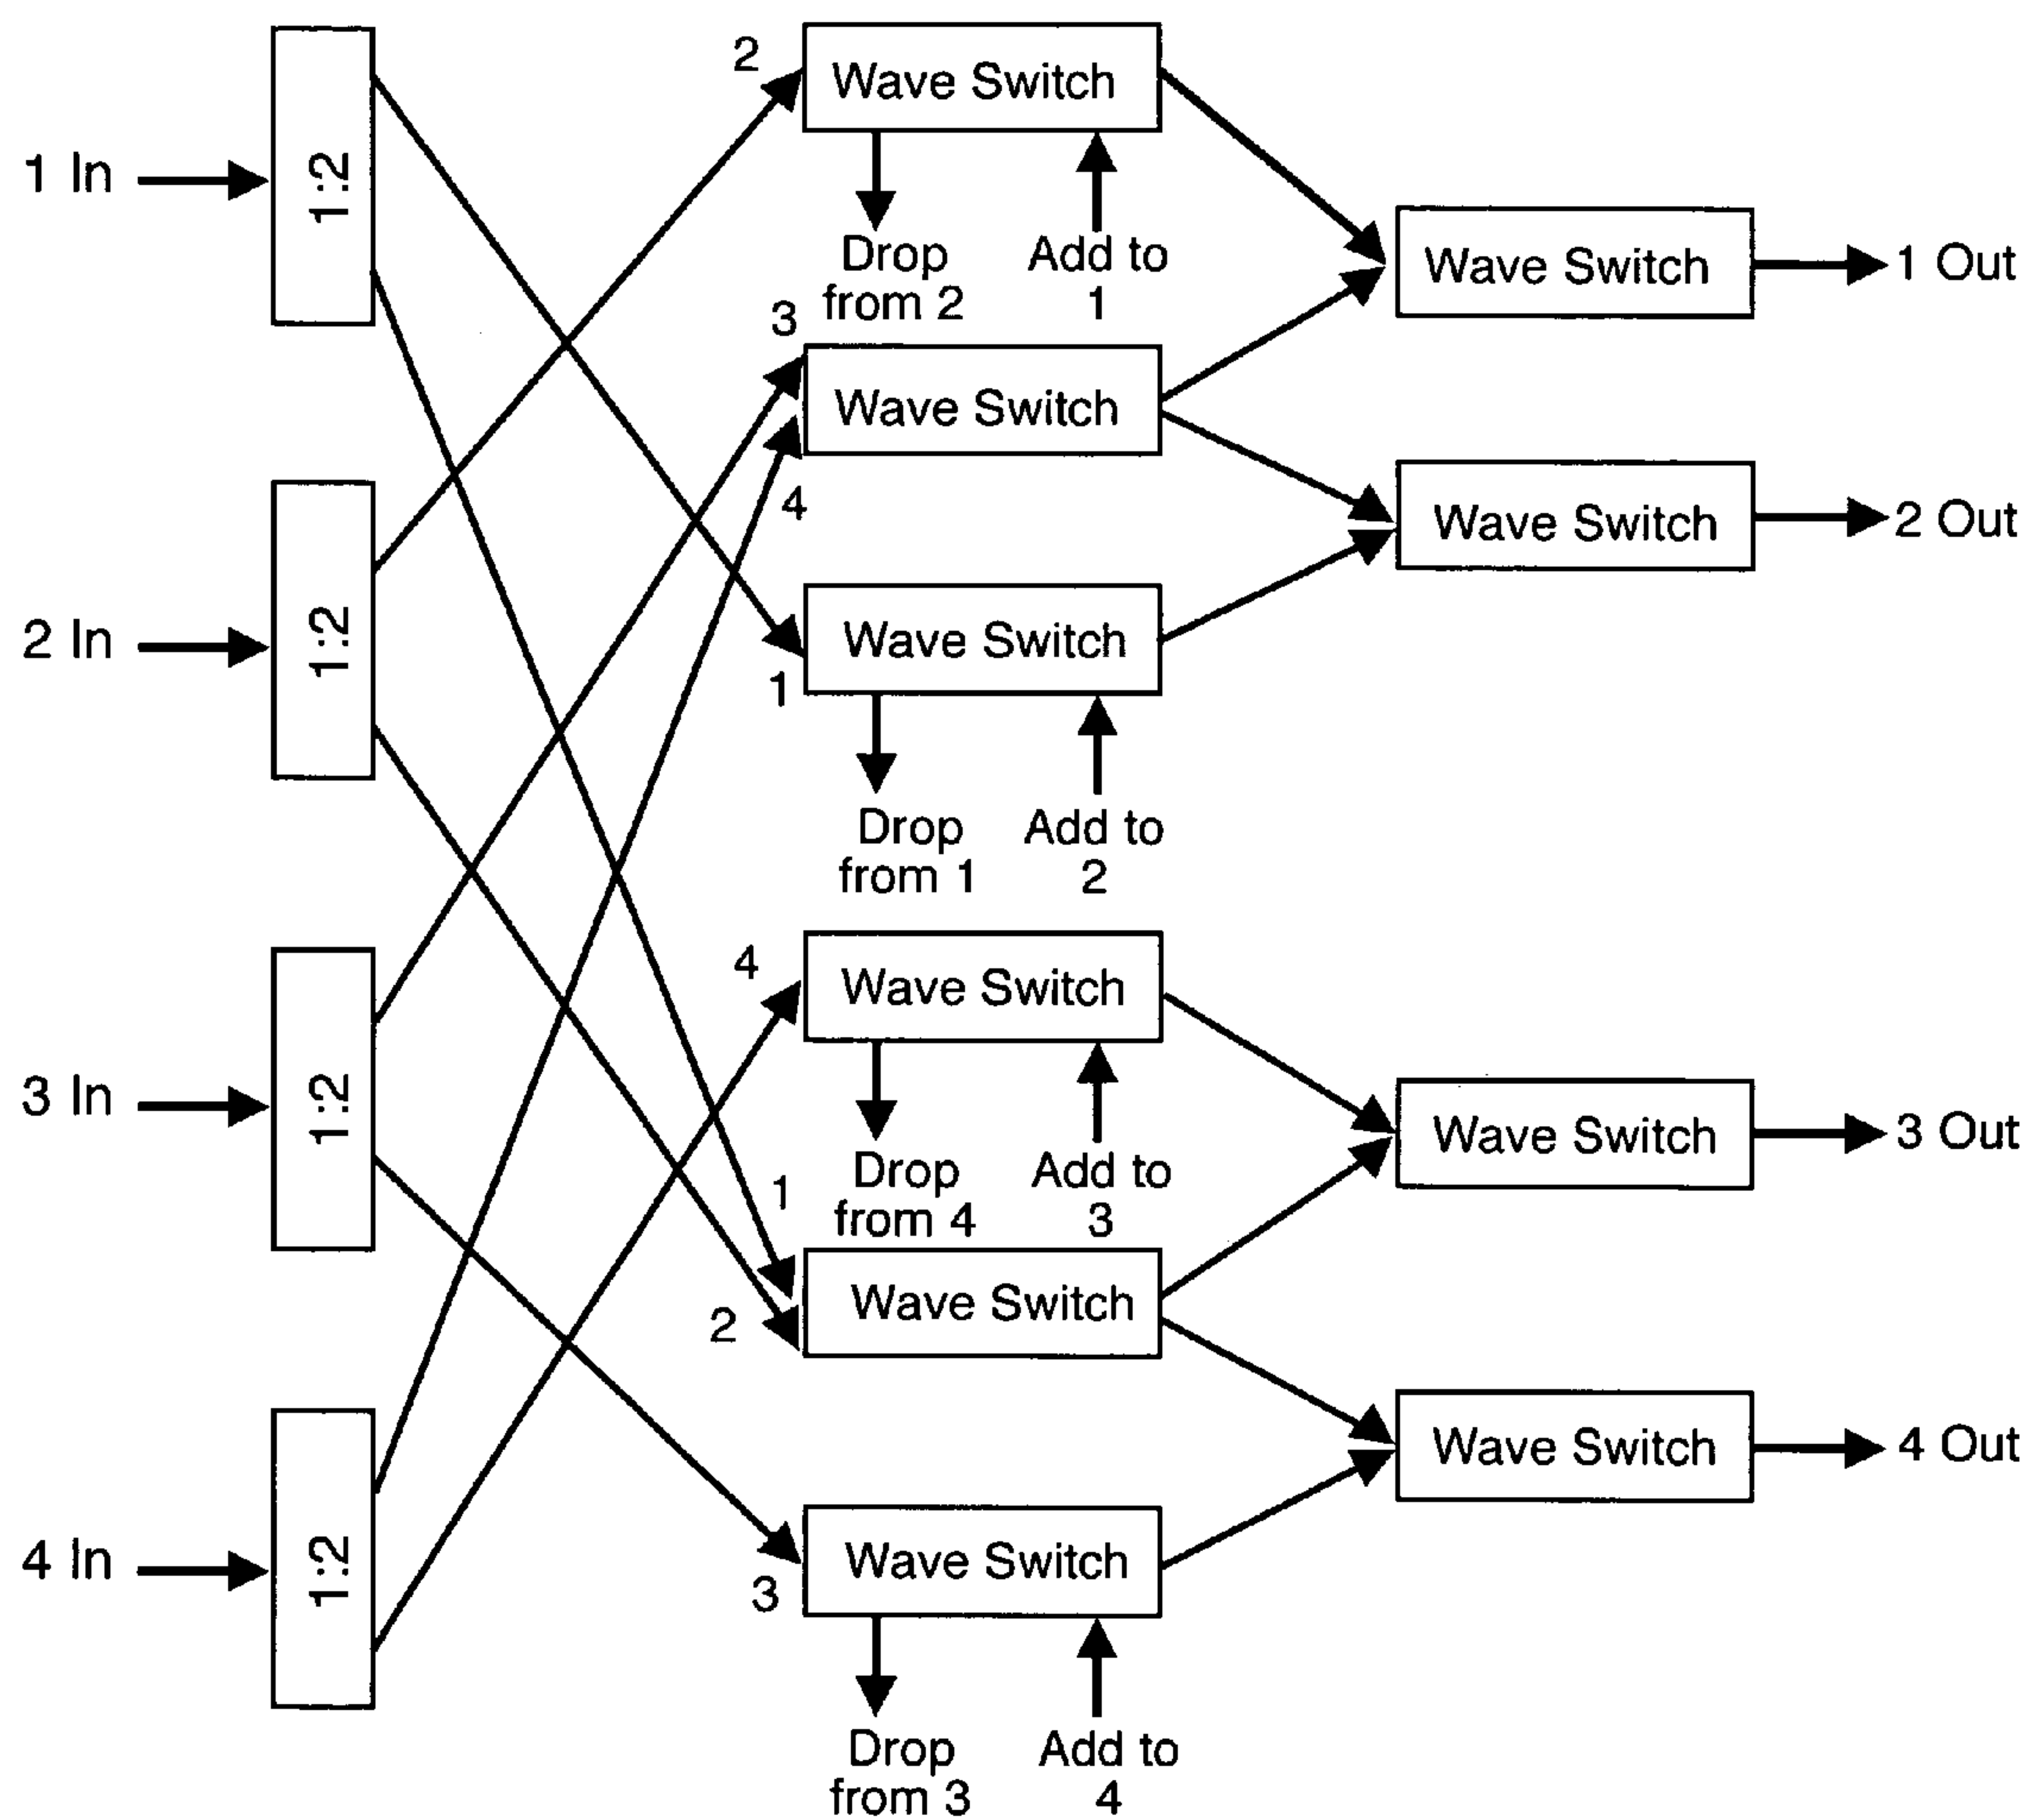 2
Wave Switch
1 In
1:2
Drop
from 2
Add to
1
Wave Switch
1 Out
3
Wave Switch
4
Wave Switch
2 Out
2 In
1:2
Wave Switch
1
Drop
from 1
Add to
2
4
Wave Switch
3 In
1:2
Drop
from 4
Add to
3
Wave Switch
3 Out
1
Wave Switch
2
Wave Switch
4 Out
4 In
1:2
Wave Switch
3
Drop
from 3
Add to
4